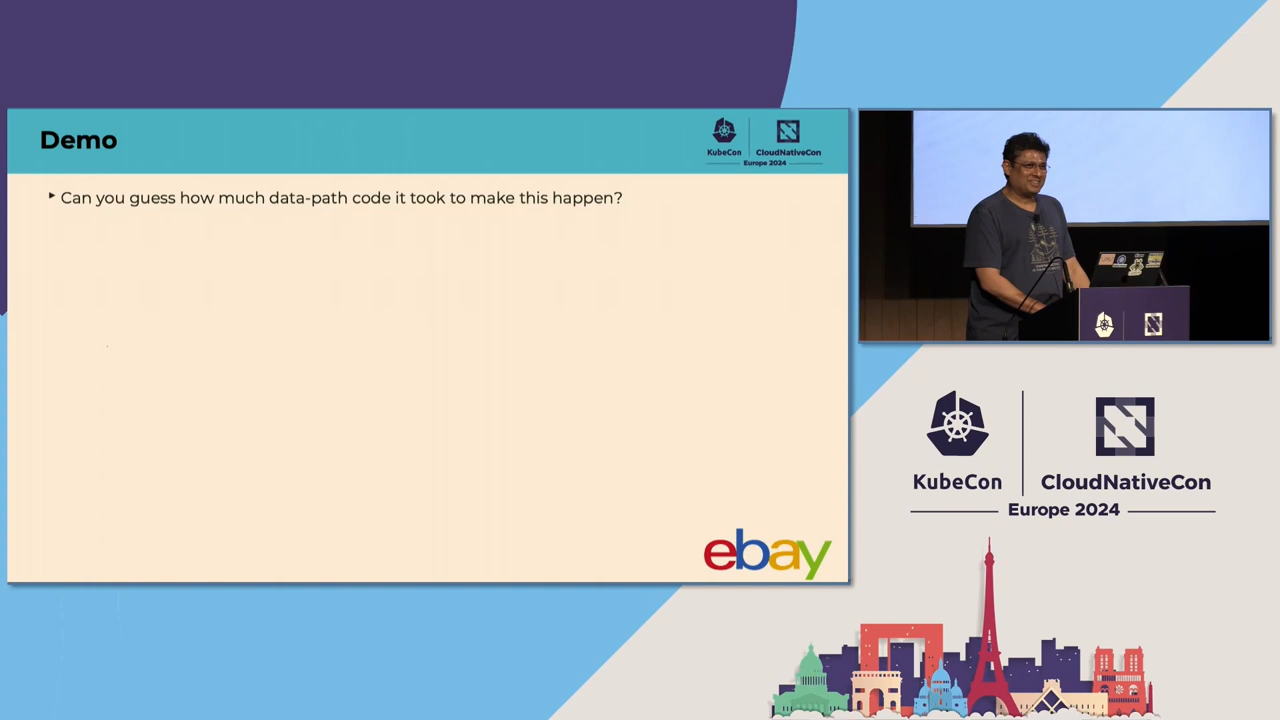 Demo
KubeCon
CloudNativeCon
Europe 2024
Can you guess how much data-path code it took to make this happen?
ebay
KubeCon
CloudNativeCon
Europe 2024